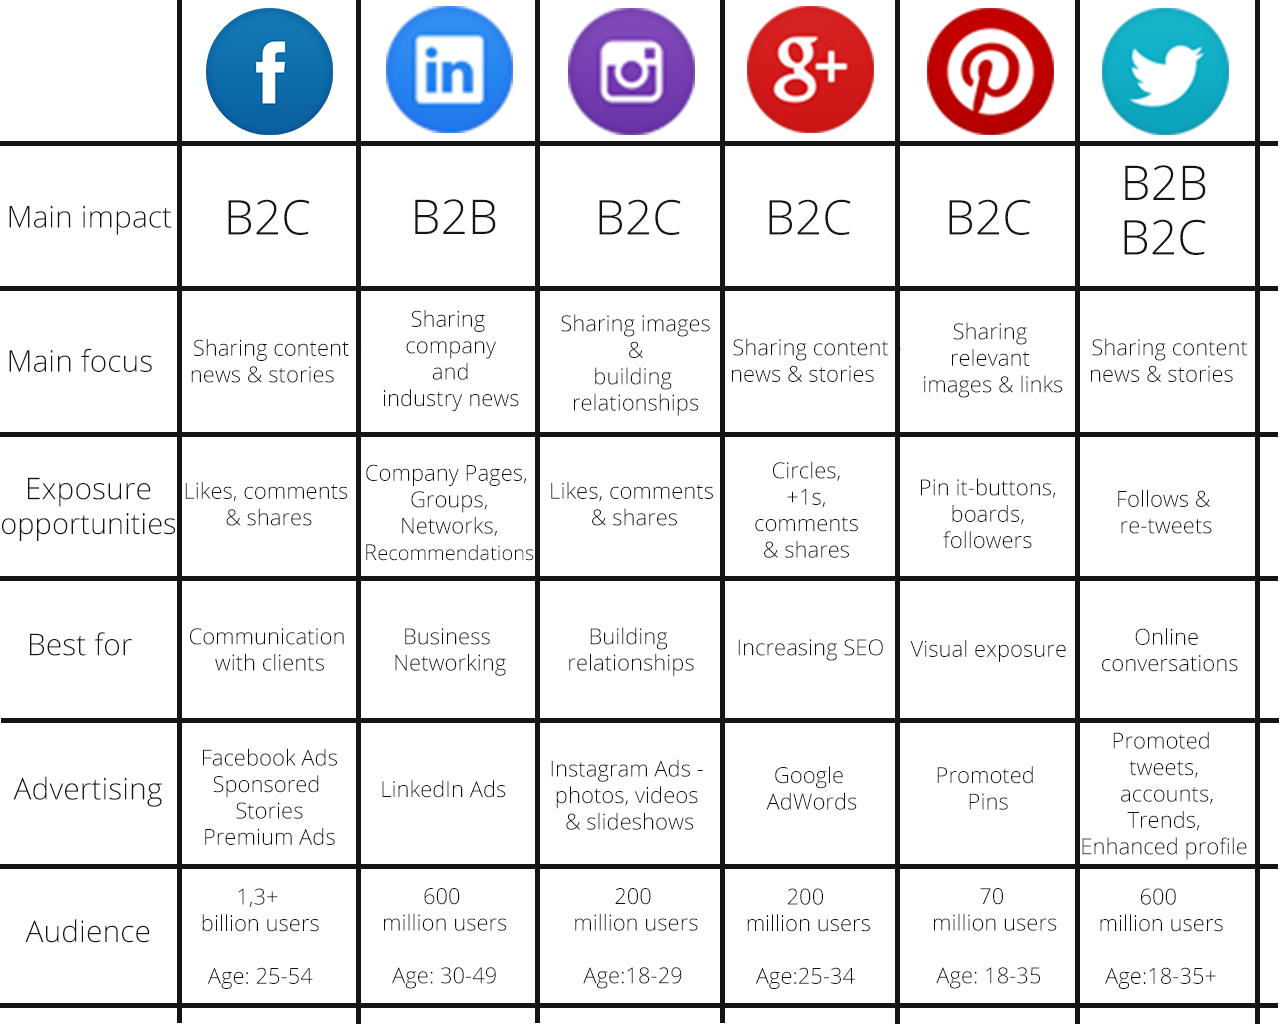 f
in
g+
Main impact
B2C
B2B
B2C
B2C
B2C
B2B
B2C
Main focus
Sharing content
news & stories
Sharing
company
and
industry news
Sharing images
&
building
relationships
Sharing content
news & stories
Sharing
relevant
images & links
Sharing content
news & stories
Exposure
opportunities
Likes, comments
& shares
Company Pages,
Groups,
Networks,
Recommendations
Likes, comments
& shares
Circles,
+1s,
comments
& shares
Pin it-buttons,
boards,
followers
Follows &
re-tweets
Best for
Communication
with clients
Business
Networking
Building
relationships
Increasing SEO
Visual exposure
Online
conversations
Advertising
Facebook Ads
Sponsored
Stories
Premium Ads
LinkedIn Ads
Instagram Ads -
photos, videos
& slideshows
Google
AdWords
Promoted
Pins
Promoted
tweets,
accounts,
Trends,
Enhanced profile
Audience
1,3+
billion users
Age: 25-54
600
million users
Age: 30-49
200
million users
Age:18-29
200
million users
Age:25-34
70
million users
Age: 18-35
600
million users
Age:18-35+